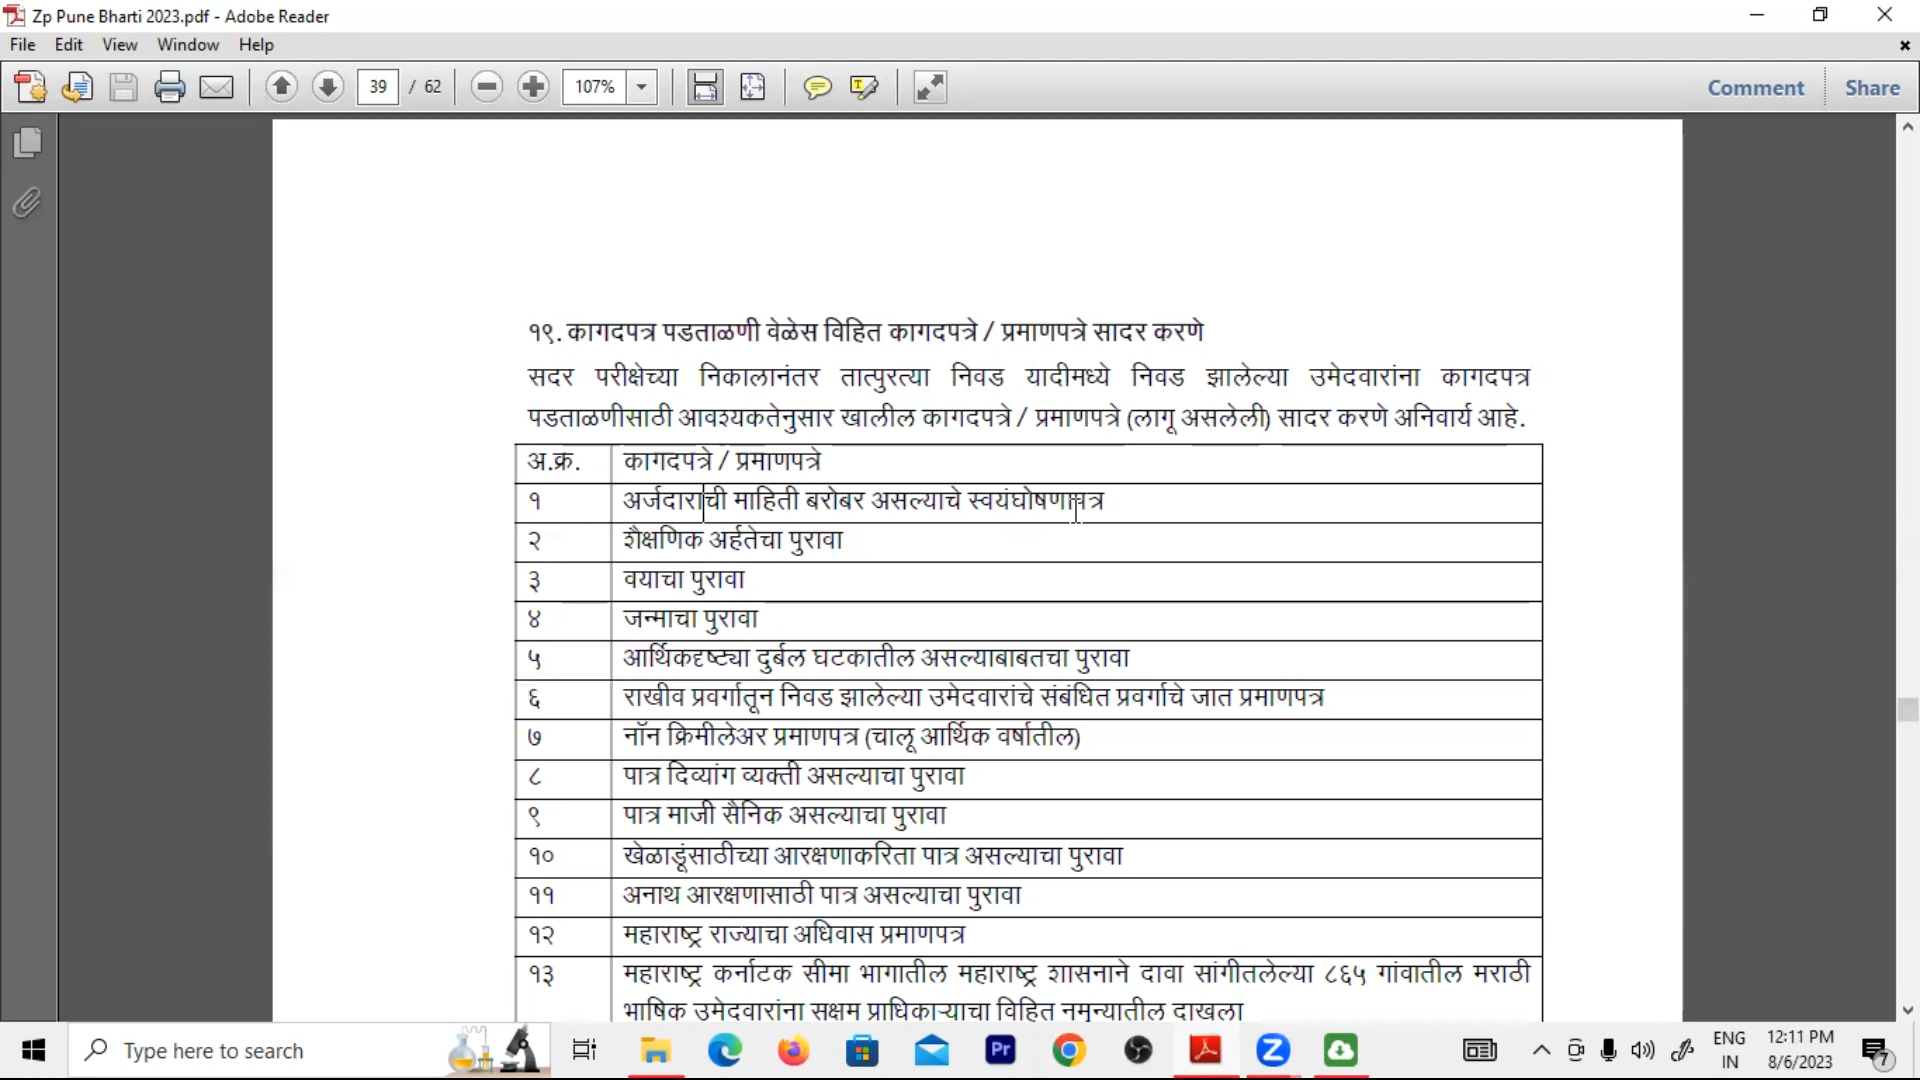 Zp Pune Bharti 2023.pdf - Adobe Reader
File Edit View Window Help
39 / 62 107% Comment Share
१९. कागदपत्र पडताळणी वेळेस विहित कागदपत्रे / प्रमाणपत्रे सादर करणे
सदर परीक्षेच्या निकालानंतर तात्पुरत्या निवड यादीमध्ये निवड झालेल्या उमेदवारांना कागदपत्र
पडताळणीसाठी आवश्यकतेनुसार खालील कागदपत्रे / प्रमाणपत्रे (लागू असलेली) सादर करणे अनिवार्य आहे.
अ.क्र. कागदपत्रे / प्रमाणपत्रे
१ अर्जदाराची माहिती बरोबर असल्याचे स्वयंघोषणापत्र
२ शैक्षणिक अर्हतेचा पुरावा
३ वयाचा पुरावा
४ जन्माचा पुरावा
५ आर्थिकदृष्ट्या दुर्बल घटकातील असल्याबाबतचा पुरावा
६ राखीव प्रवर्गातून निवड झालेल्या उमेदवारांचे संबंधित प्रवर्गाचे जात प्रमाणपत्र
७ नॉन क्रिमीलेअर प्रमाणपत्र (चालू आर्थिक वर्षातील)
८ पात्र दिव्यांग व्यक्ती असल्याचा पुरावा
९ पात्र माजी सैनिक असल्याचा पुरावा
१० खेळाडूंसाठीच्या आरक्षणाकरिता पात्र असल्याचा पुरावा
११ अनाथ आरक्षणासाठी पात्र असल्याचा पुरावा
१२ महाराष्ट्र राज्याचा अधिवास प्रमाणपत्र
१३ महाराष्ट्र कर्नाटक सीमा भागातील महाराष्ट्र शासनाने दावा सांगीतलेल्या ८६५ गांवातील मराठी
भाषिक उमेदवारांना सक्षम प्राधिकाऱ्याचा विहित नमुन्यातील दाखला
Type here to search
Pr
ENG 12:11 PM
IN 8/6/2023 7